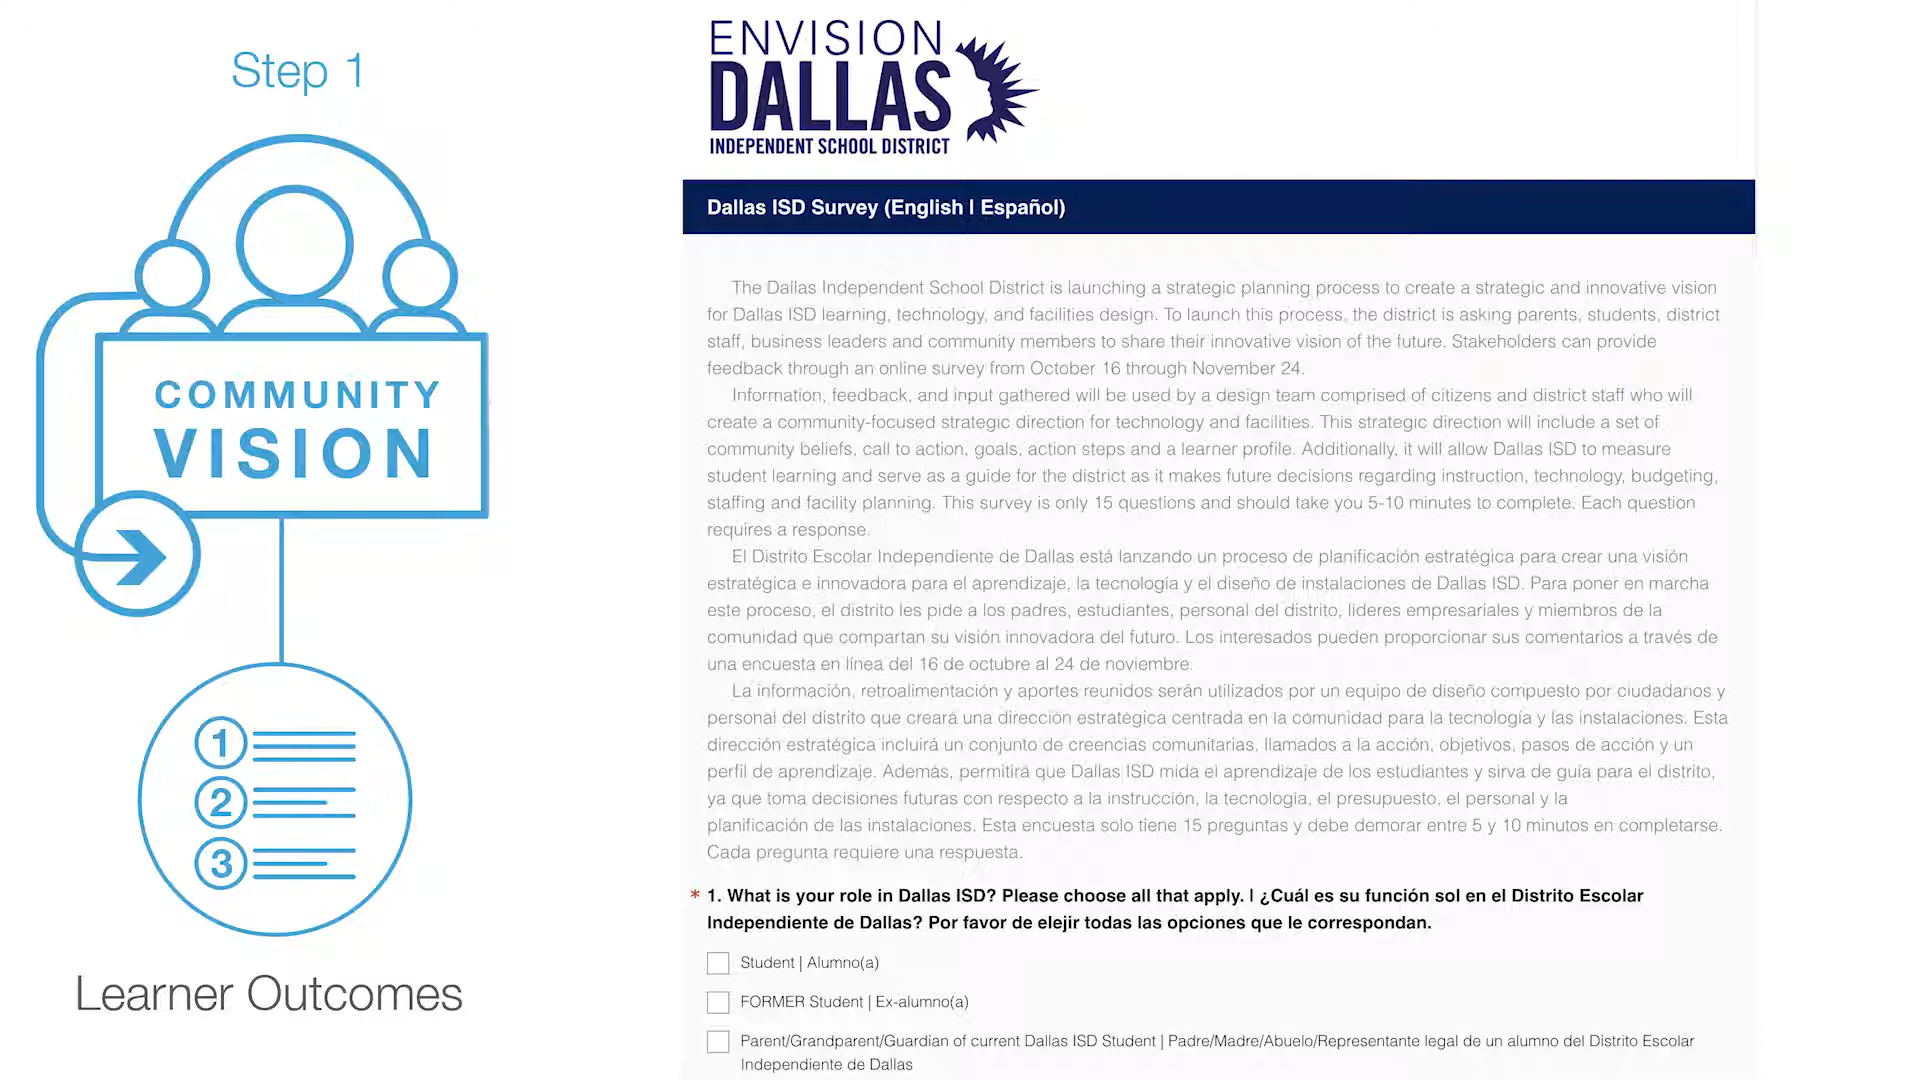 Step 1
COMMUNITY
VISION
1
2
3
Learner Outcomes
ENVISION
DALLAS
INDEPENDENT SCHOOL DISTRICT
Dallas ISD Survey (English | Español)
The Dallas Independent School District is launching a strategic planning process to create a strategic and innovative vision
for Dallas ISD learning, technology, and facilities design. To launch this process, the district is asking parents, students, district
staff, business leaders and community members to share their innovative vision of the future. Stakeholders can provide
feedback through an online survey from October 16 through November 24.
Information, feedback, and input gathered will be used by a design team comprised of citizens and district staff who will
create a community-focused strategic direction for technology and facilities. This strategic direction will include a set of
community beliefs, call to action, goals, action steps and a learner profile. Additionally, it will allow Dallas ISD to measure
student learning and serve as a guide for the district as it makes future decisions regarding instruction, technology, budgeting,
staffing and facility planning. This survey is only 15 questions and should take you 5-10 minutes to complete. Each question
requires a response.
El Distrito Escolar Independiente de Dallas está lanzando un proceso de planificación estratégica para crear una visión
estratégica e innovadora para el aprendizaje, la tecnología y el diseño de instalaciones de Dallas ISD. Para poner en marcha
este proceso, el distrito les pide a los padres, estudiantes, personal del distrito, líderes empresariales y miembros de la
comunidad que compartan su visión innovadora del futuro. Los interesados pueden proporcionar sus comentarios a través de
una encuesta en línea del 16 de octubre al 24 de noviembre.
La información, retroalimentación y aportes reunidos serán utilizados por un equipo de diseño compuesto por ciudadanos y
personal del distrito que creará una dirección estratégica centrada en la comunidad para la tecnología y las instalaciones. Esta
dirección estratégica incluirá un conjunto de creencias comunitarias, llamados a la acción, objetivos, pasos de acción y un
perfil de aprendizaje. Además, permitirá que Dallas ISD mida el aprendizaje de los estudiantes y sirva de guía para el distrito,
ya que toma decisiones futuras con respecto a la instrucción, la tecnología, el presupuesto, el personal y la
planificación de las instalaciones. Esta encuesta solo tiene 15 preguntas y debe demorar entre 5 y 10 minutos en completarse.
Cada pregunta requiere una respuesta.
* 1. What is your role in Dallas ISD? Please choose all that apply. | ¿Cuál es su función sol en el Distrito Escolar
Independiente de Dallas? Por favor de elejir todas las opciones que le correspondan.
Student | Alumno(a)
FORMER Student | Ex-alumno(a)
Parent/Grandparent/Guardian of current Dallas ISD Student | Padre/Madre/Abuelo/Representante legal de un alumno del Distrito Escolar
Independiente de Dallas